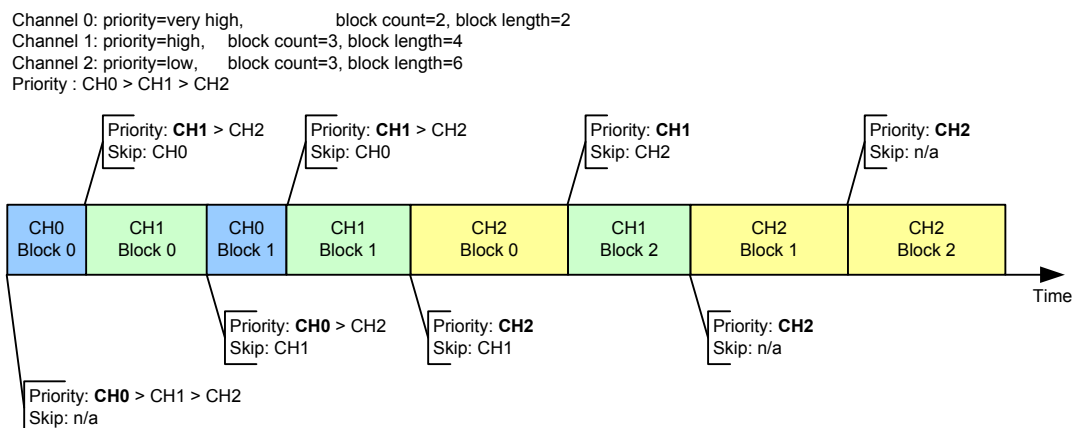 Channel 0: priority=very high, block count=2, block length=2
Channel 1: priority=high, block count=3, block length=4
Channel 2: priority=low, block count=3, block length=6
Priority : CH0 > CH1 > CH2
Priority: CH1 > CH2
Skip: CH0
Priority: CH1 > CH2
Skip: CH0
Priority: CH1
Skip: CH2
Priority: CH2
Skip: n/a
CH0
Block 0
CH1
Block 0
CH0
Block 1
CH1
Block 1
CH2
Block 0
CH1
Block 2
CH2
Block 1
CH2
Block 2
Time
Priority: CH0 > CH2
Skip: CH1
Priority: CH2
Skip: CH1
Priority: CH2
Skip: n/a
Priority: CH0 > CH1 > CH2
Skip: n/a